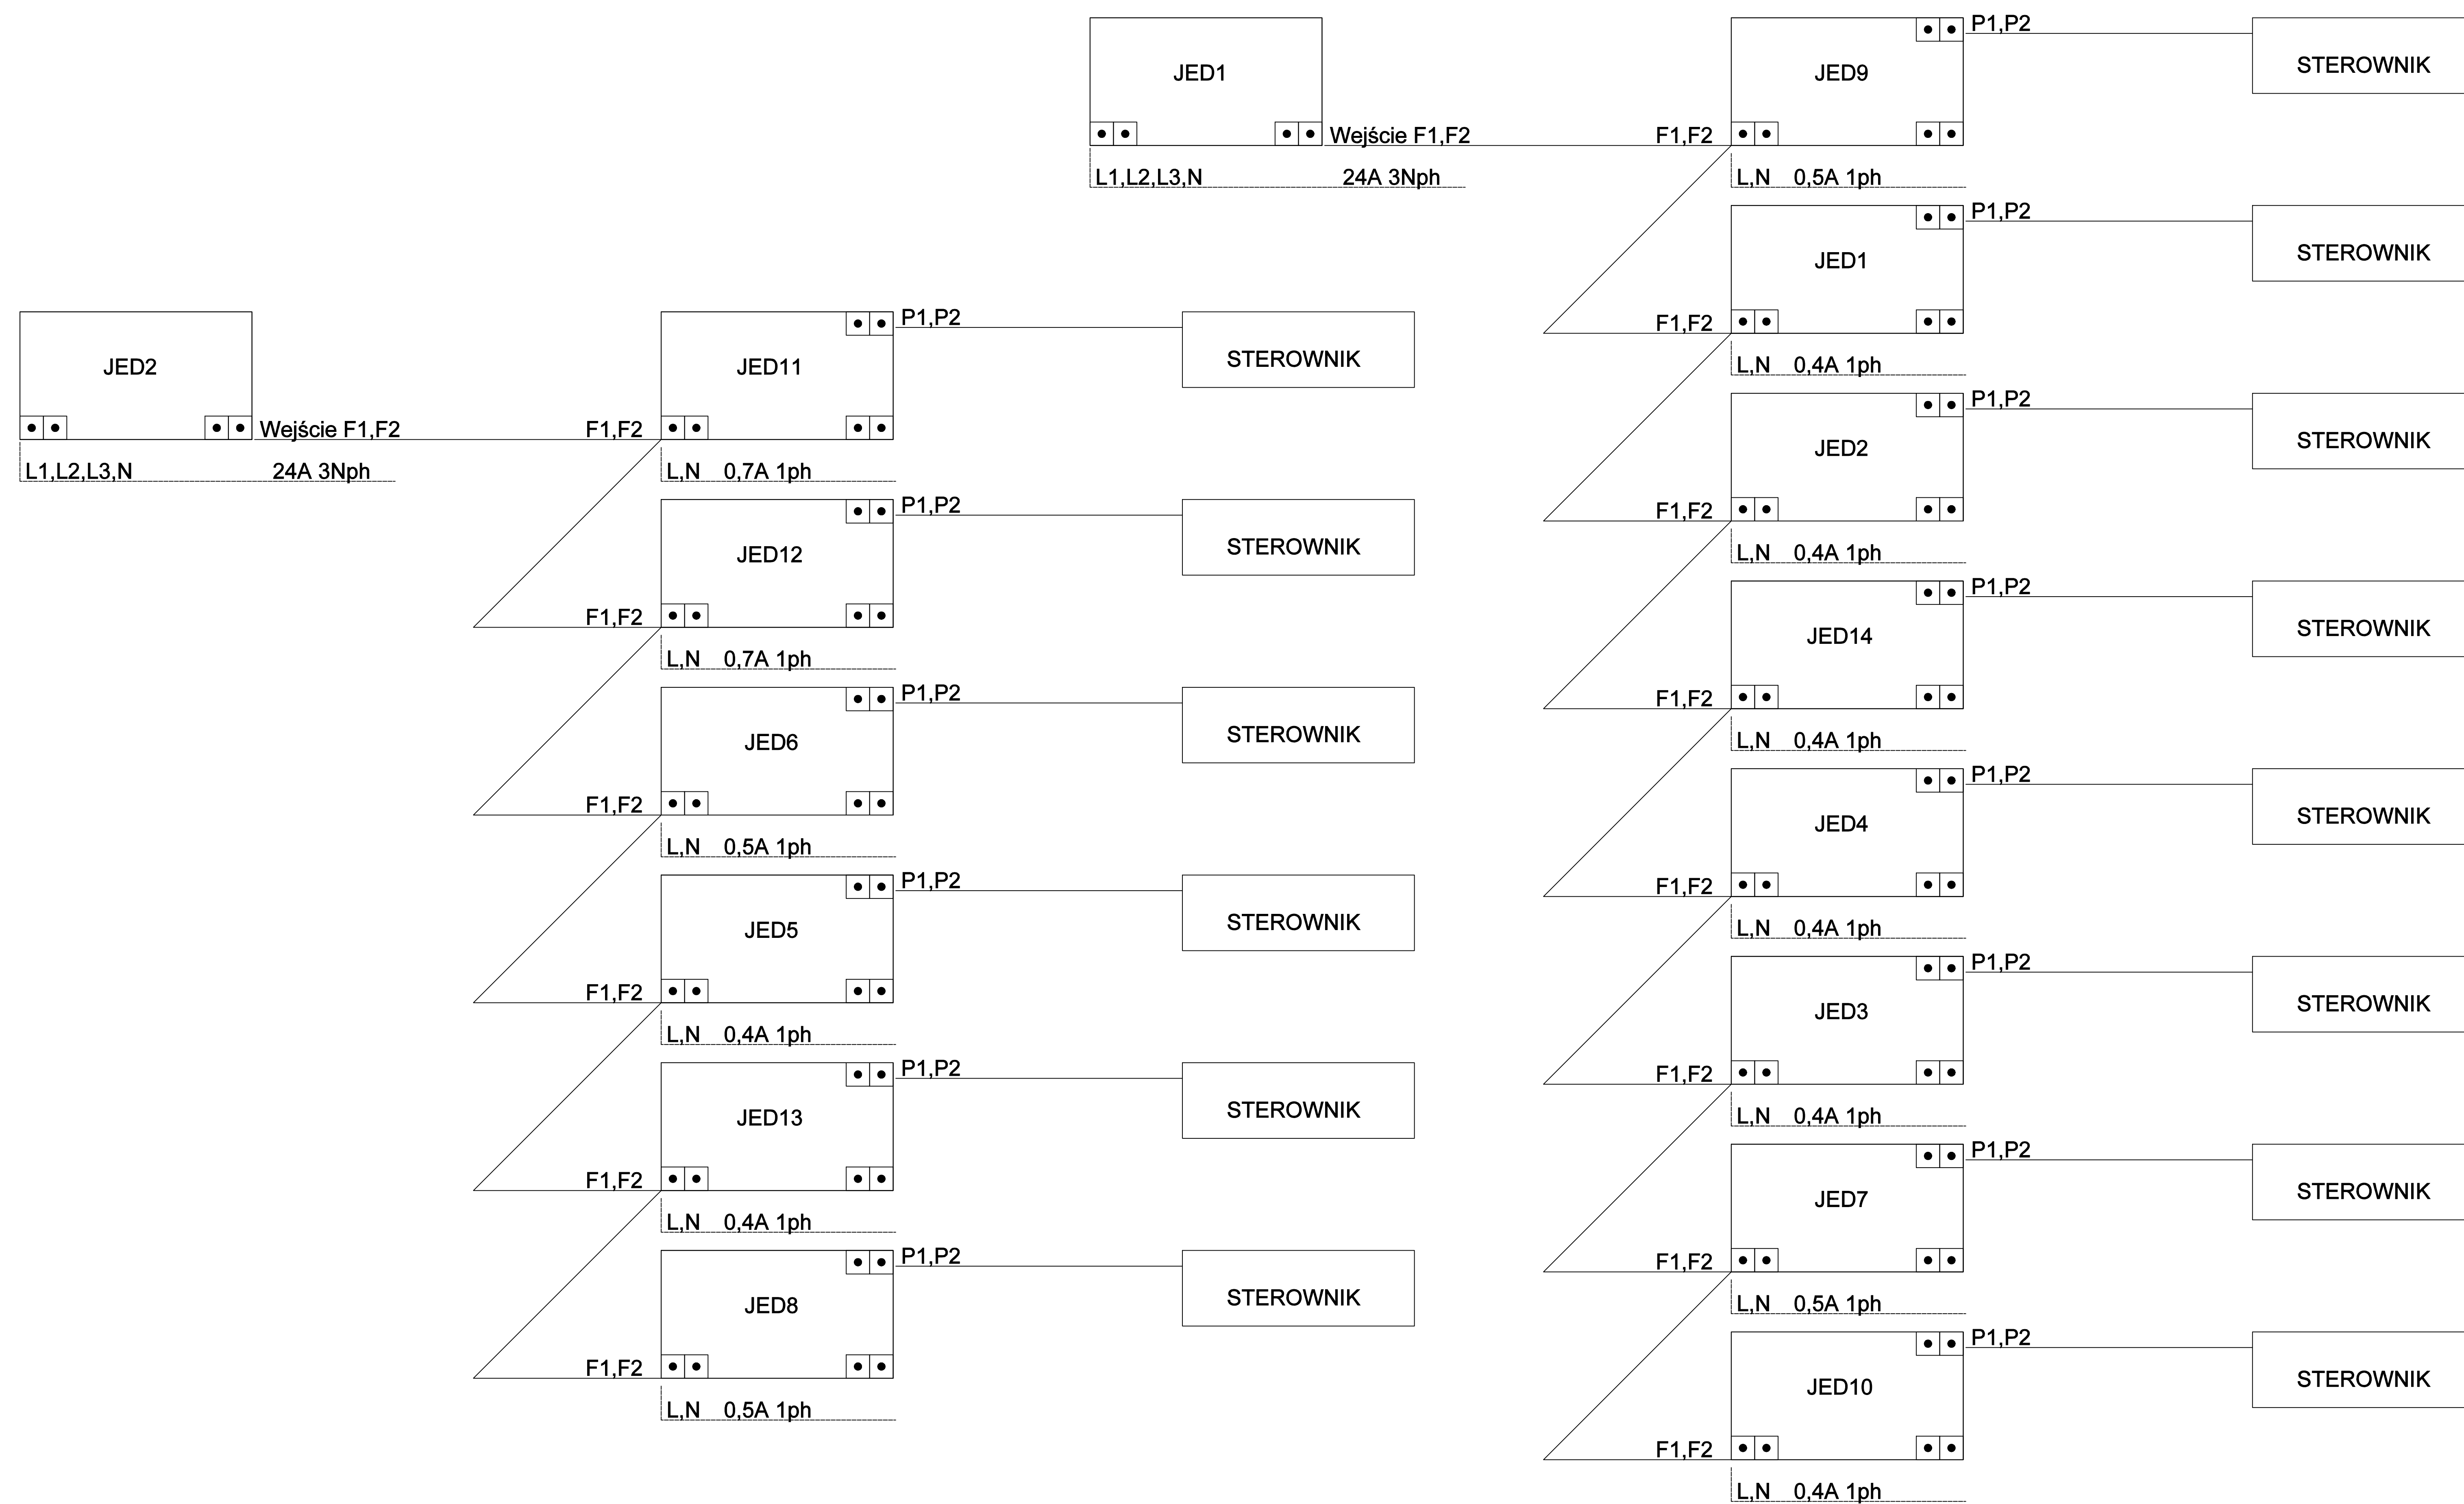 JED1
Wejście F1,F2
L1,L2,L3,N 24A 3Nph
F1,F2
JED9
P1,P2
STEROWNIK
L,N 0,5A 1ph
F1,F2
JED1
P1,P2
STEROWNIK
L,N 0,4A 1ph
F1,F2
JED2
P1,P2
STEROWNIK
L,N 0,4A 1ph
F1,F2
JED14
P1,P2
STEROWNIK
L,N 0,4A 1ph
F1,F2
JED4
P1,P2
STEROWNIK
L,N 0,4A 1ph
F1,F2
JED3
P1,P2
STEROWNIK
L,N 0,4A 1ph
F1,F2
JED7
P1,P2
STEROWNIK
L,N 0,5A 1ph
F1,F2
JED10
P1,P2
STEROWNIK
L,N 0,4A 1ph
JED2
Wejście F1,F2
L1,L2,L3,N 24A 3Nph
F1,F2
JED11
P1,P2
STEROWNIK
L,N 0,7A 1ph
F1,F2
JED12
P1,P2
STEROWNIK
L,N 0,7A 1ph
F1,F2
JED6
P1,P2
STEROWNIK
L,N 0,5A 1ph
F1,F2
JED5
P1,P2
STEROWNIK
L,N 0,4A 1ph
F1,F2
JED13
P1,P2
STEROWNIK
L,N 0,4A 1ph
F1,F2
JED8
P1,P2
STEROWNIK
L,N 0,5A 1ph